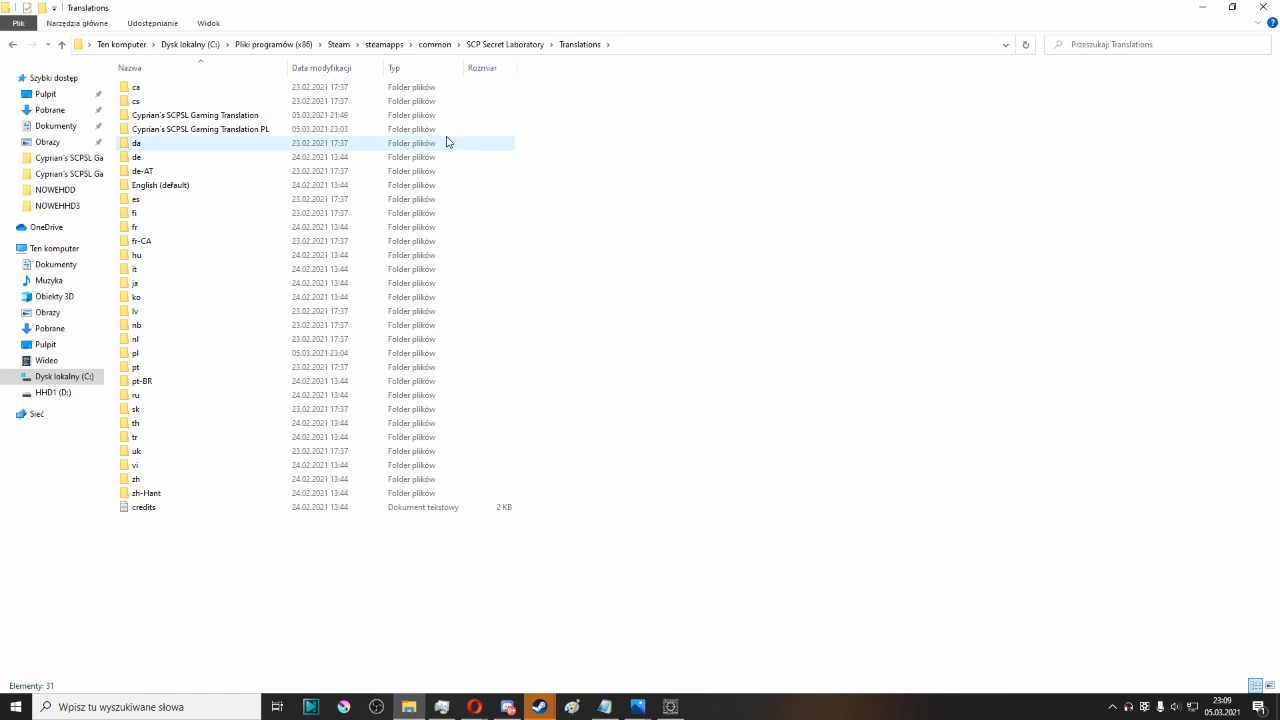 Translations
Plik
Narzędzia główne
Udostępnianie
Widok
Ten komputer > Dysk lokalny (C:) > Pliki programów (x86) > Steam > steamapps > common > SCP Secret Laboratory > Translations >
Przeszukaj: Translations
Szybki dostęp
Pulpit
Pobrane
Dokumenty
Obrazy
Cyprian`s SCPSL Ga
Cyprian`s SCPSL Ga
NOWEHDD
NOWEHHD3
OneDrive
Ten komputer
Dokumenty
Muzyka
Obiekty 3D
Obrazy
Pobrane
Pulpit
Wideo
Dysk lokalny (C:)
HHD1 (D:)
Sieć
Nazwa Data modyfikacji Typ Rozmiar
ca 23.02.2021 17:37 Folder plików
cs 23.02.2021 17:37 Folder plików
Cyprian`s SCPSL Gaming Translation 05.03.2021 21:49 Folder plików
Cyprian`s SCPSL Gaming Translation PL 05.03.2021 23:03 Folder plików
da 23.02.2021 17:37 Folder plików
de 24.02.2021 13:44 Folder plików
de-AT 23.02.2021 17:37 Folder plików
English (default) 24.02.2021 13:44 Folder plików
es 23.02.2021 17:37 Folder plików
fi 23.02.2021 17:37 Folder plików
fr 24.02.2021 13:44 Folder plików
fr-CA 23.02.2021 17:37 Folder plików
hu 24.02.2021 13:44 Folder plików
it 24.02.2021 13:44 Folder plików
ja 24.02.2021 13:44 Folder plików
ko 24.02.2021 13:44 Folder plików
lv 23.02.2021 17:37 Folder plików
nb 23.02.2021 17:37 Folder plików
nl 23.02.2021 17:37 Folder plików
pl 05.03.2021 23:04 Folder plików
pt 23.02.2021 17:37 Folder plików
pt-BR 24.02.2021 13:44 Folder plików
ru 24.02.2021 13:44 Folder plików
sk 23.02.2021 17:37 Folder plików
th 24.02.2021 13:44 Folder plików
tr 24.02.2021 13:44 Folder plików
uk 23.02.2021 17:37 Folder plików
vi 24.02.2021 13:44 Folder plików
zh 24.02.2021 13:44 Folder plików
zh-Hant 24.02.2021 13:44 Folder plików
credits 24.02.2021 13:44 Dokument tekstowy 2 KB
Elementy: 31
Wpisz tu wyszukiwane słowa
23:09
05.03.2021